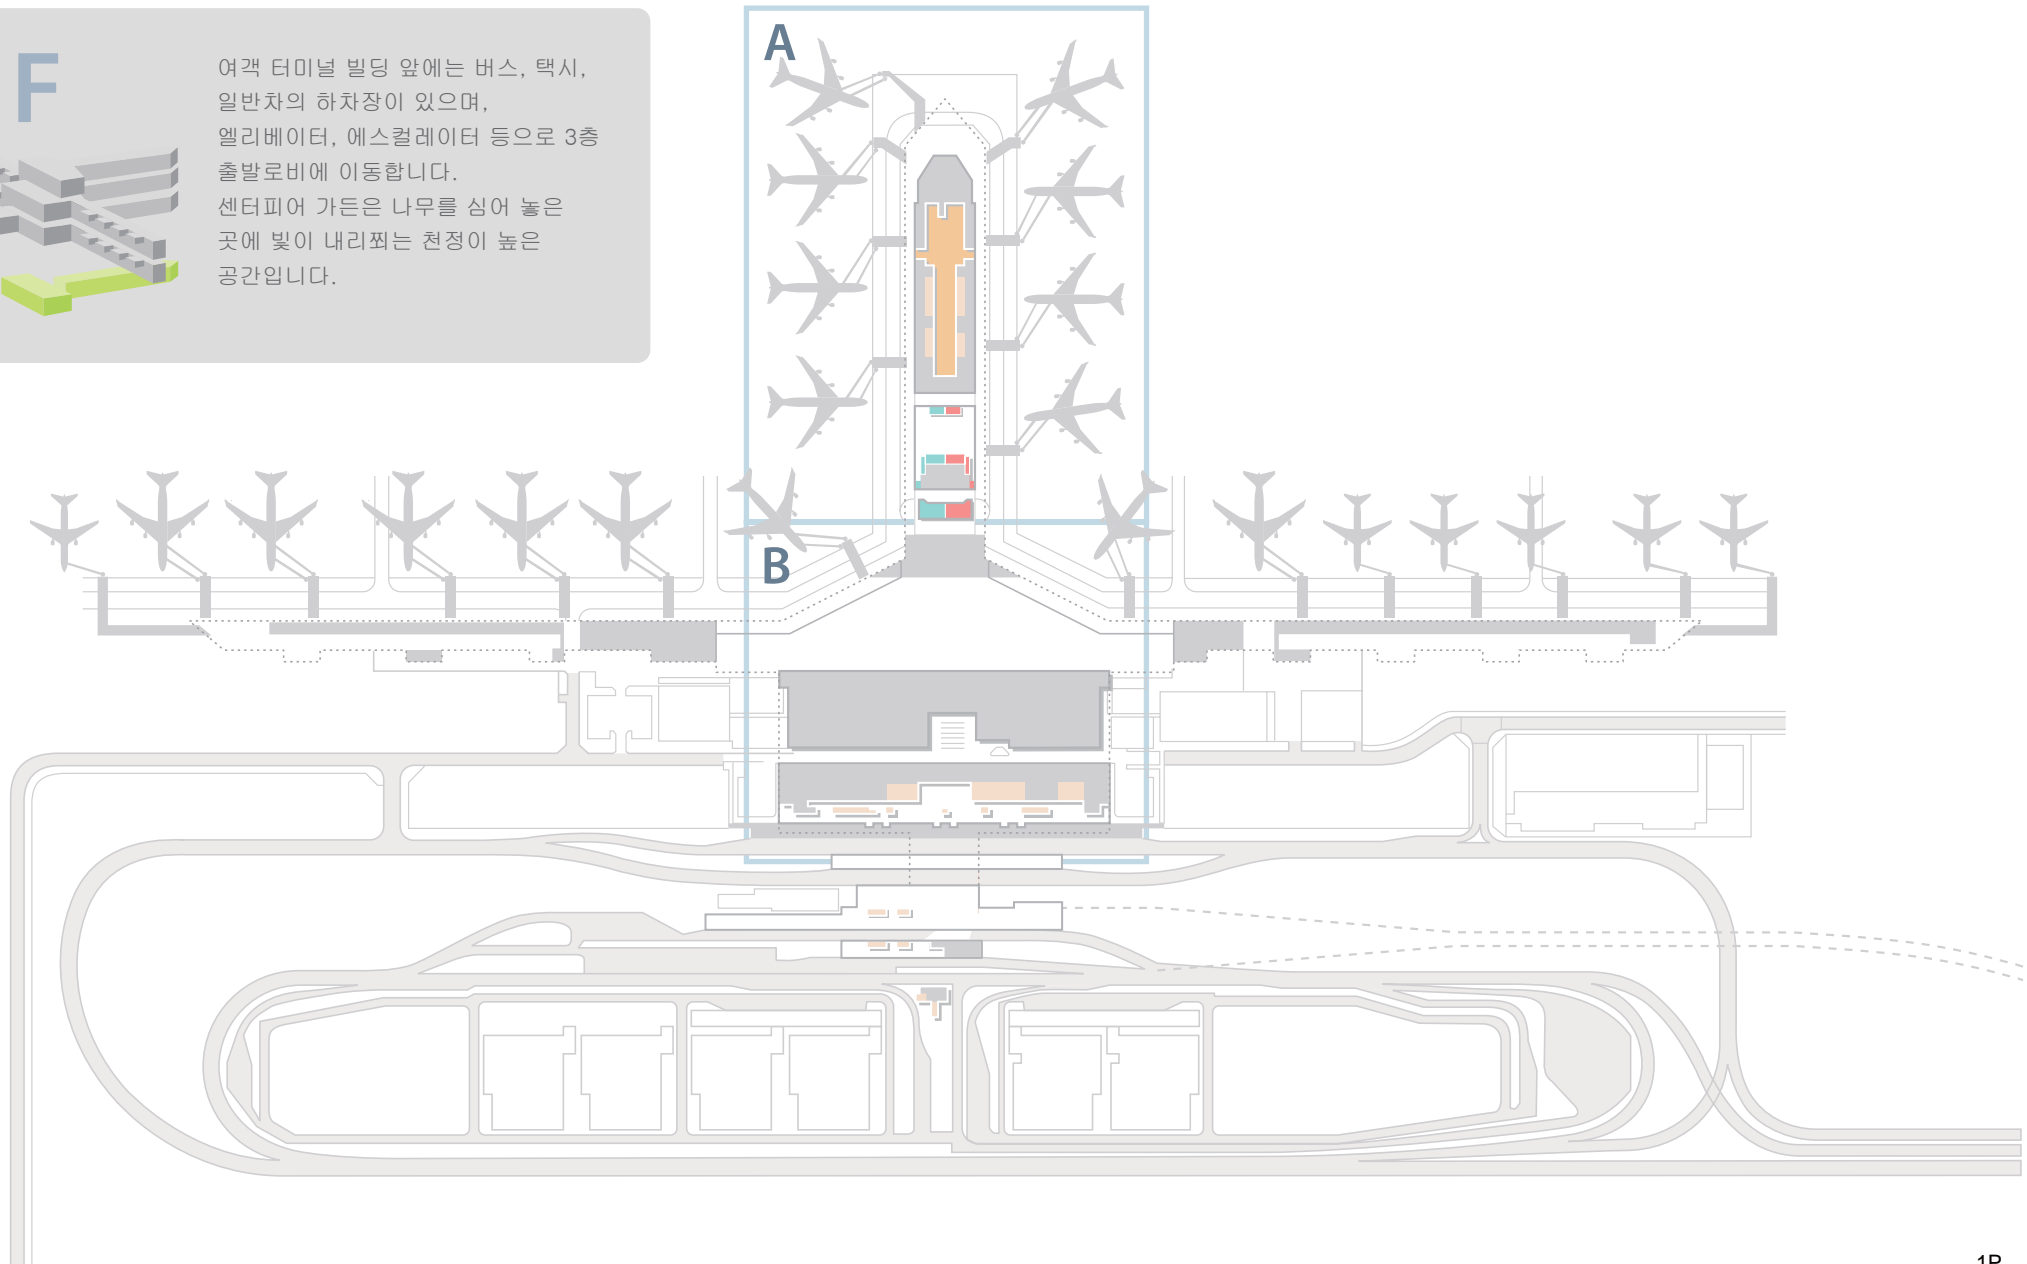 F
여객 터미널 빌딩 앞에는 버스, 택시,
일반차의 하차장이 있으며,
엘리베이터, 에스컬레이터 등으로 3층
출발로비에 이동합니다.
센터피어 가든은 나무를 심어 놓은
곳에 빛이 내리쬐는 천정이 높은
공간입니다.
A
B
1P